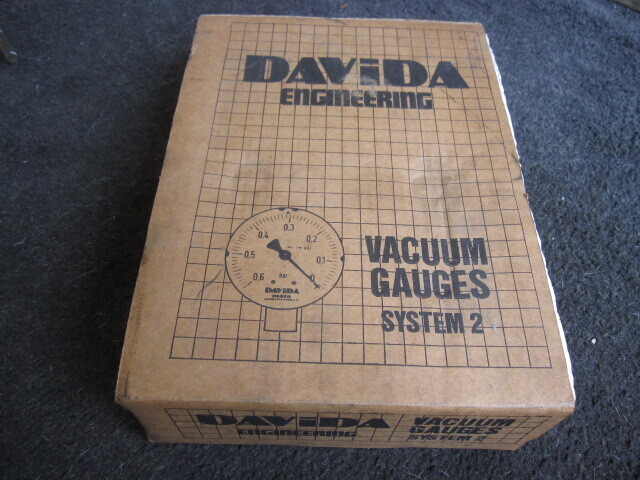 DAViDA
ENGINEERING
0.3
0.4
0.2
0.5
0.1
bar
0.6
0
DAViDA
moto
VACUUM
GAUGES
SYSTEM 2
DAViDA
ENGINEERING
VACUUM
GAUGES
SYSTEM 2